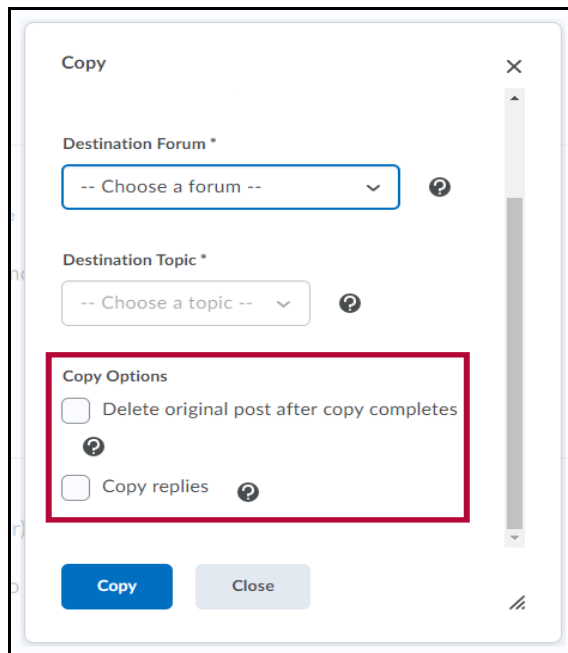 Copy
Destination Forum *
-- Choose a forum --
Destination Topic *
-- Choose a topic --
Copy Options
Delete original post after copy completes
Copy replies
Copy
Close